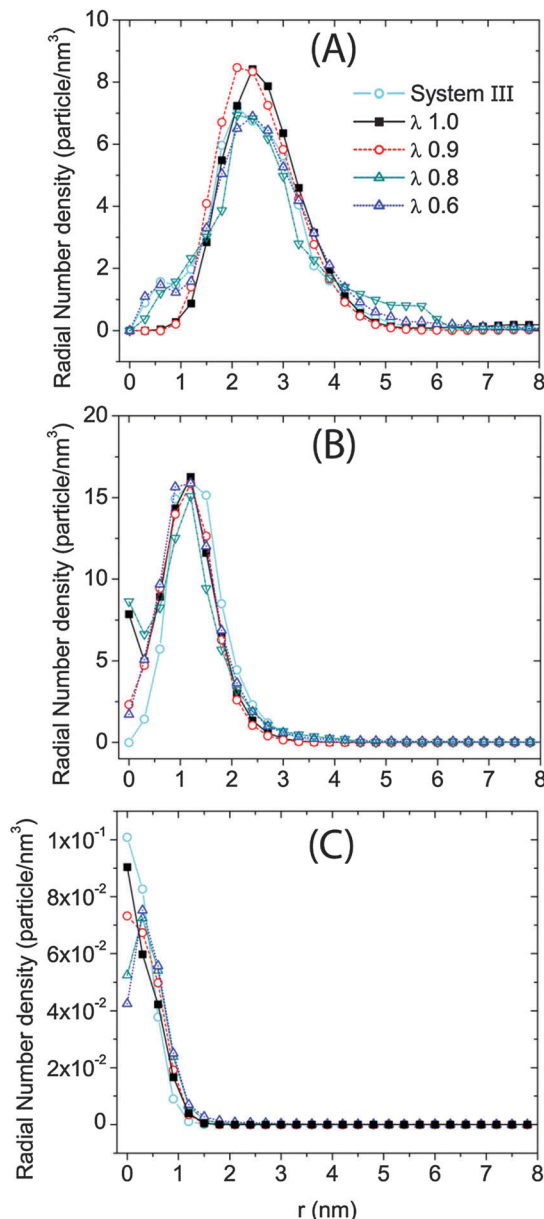 (A)
Radial Number density (particle/nm³)
10
8
6
4
2
0
System III
λ 1.0
λ 0.9
λ 0.8
λ 0.6
0 1 2 3 4 5 6 7 8
(B)
Radial Number density (particle/nm³)
20
15
10
5
0
0 1 2 3 4 5 6 7 8
(C)
Radial Number density (particle/nm³)
1x10⁻¹
8x10⁻²
6x10⁻²
4x10⁻²
2x10⁻²
0
0 1 2 3 4 5 6 7 8
r (nm)